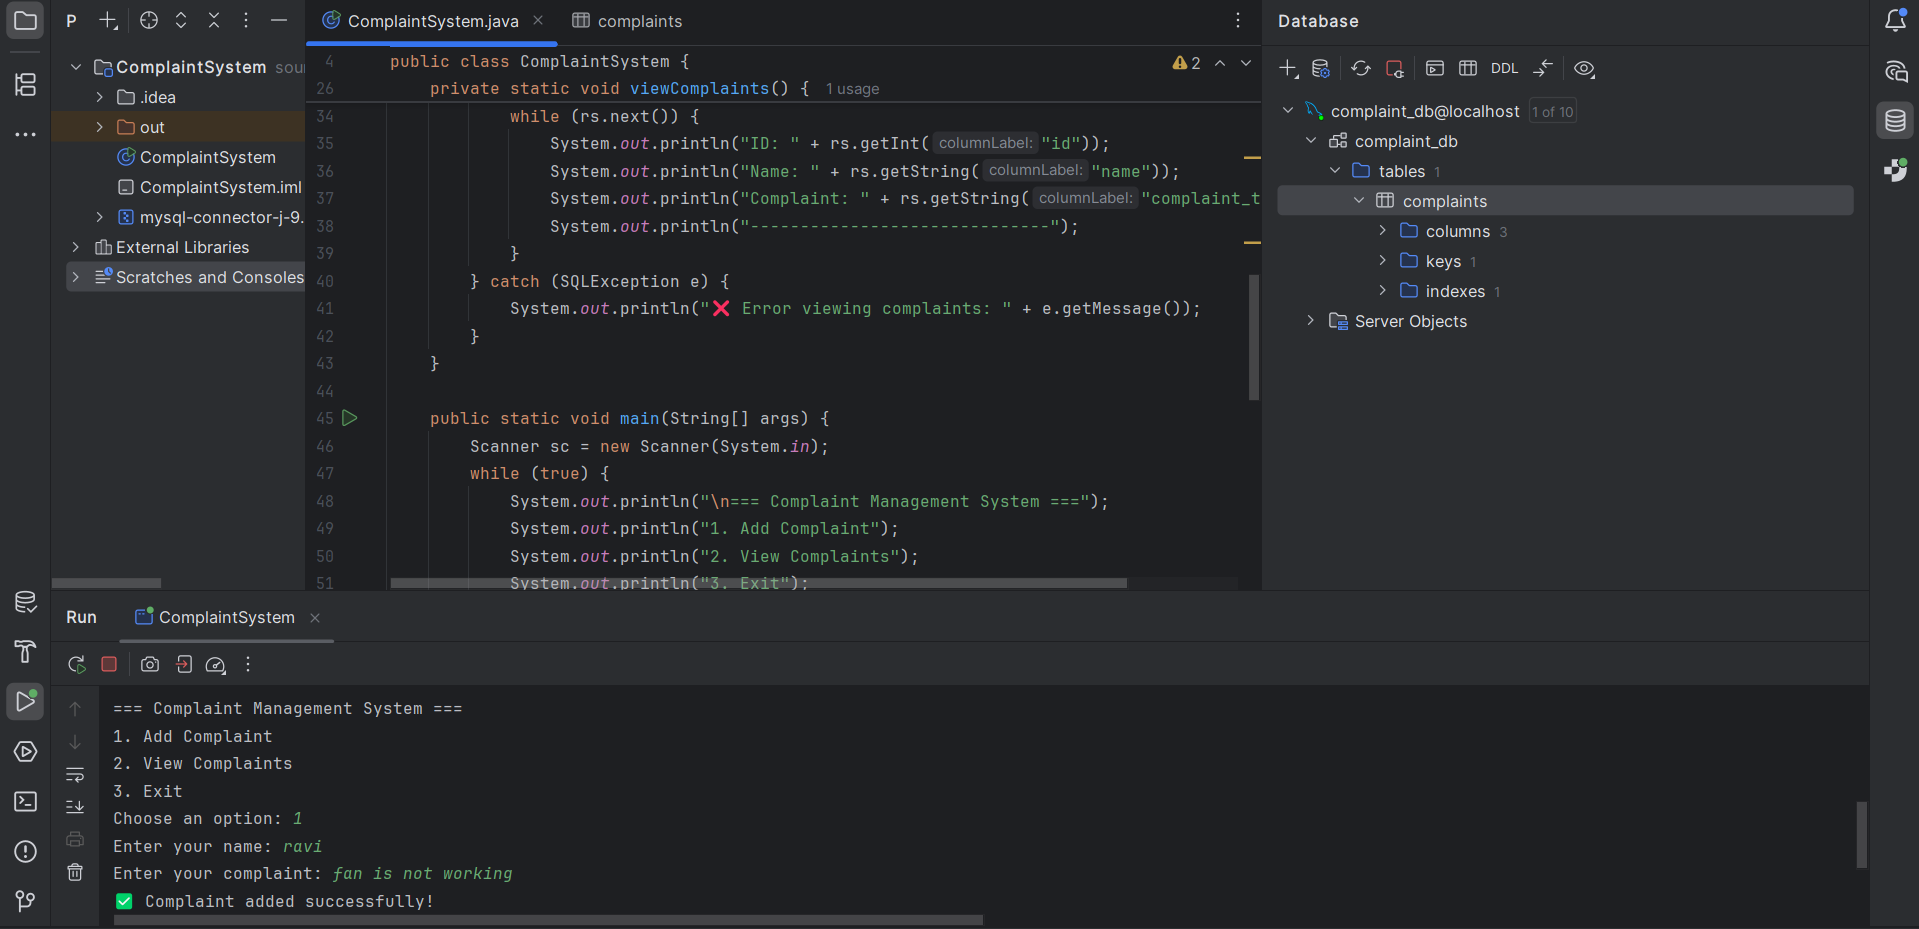 P
ComplaintSystem sou
.idea
out
ComplaintSystem
ComplaintSystem.iml
mysql-connector-j-9.
External Libraries
Scratches and Consoles
ComplaintSystem.java
complaints
4 public class ComplaintSystem {
2
26 private static void viewComplaints() { 1 usage
34 while (rs.next()) {
35 System.out.println("ID: " + rs.getInt( columnLabel: "id"));
36 System.out.println("Name: " + rs.getString( columnLabel: "name"));
37 System.out.println("Complaint: " + rs.getString( columnLabel: "complaint_t
38 System.out.println("------------------------------");
39 }
40 } catch (SQLException e) {
41 System.out.println("❌ Error viewing complaints: " + e.getMessage());
42 }
43 }
44
45 public static void main(String[] args) {
46 Scanner sc = new Scanner(System.in);
47 while (true) {
48 System.out.println("\n=== Complaint Management System ===");
49 System.out.println("1. Add Complaint");
50 System.out.println("2. View Complaints");
51 System.out.println("3. Exit");
Database
DDL
complaint_db@localhost 1 of 10
complaint_db
tables 1
complaints
columns 3
keys 1
indexes 1
Server Objects
Run
ComplaintSystem
=== Complaint Management System ===
1. Add Complaint
2. View Complaints
3. Exit
Choose an option: 1
Enter your name: ravi
Enter your complaint: fan is not working
✅ Complaint added successfully!